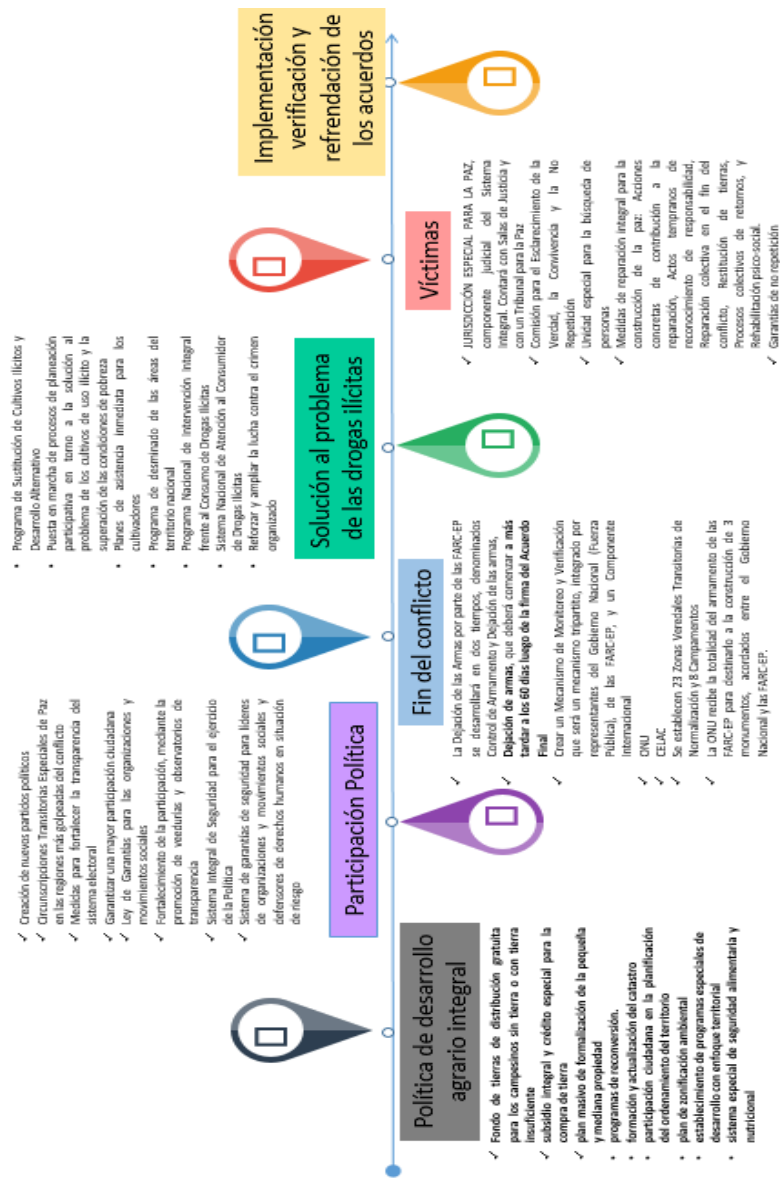 Política de desarrollo
agrario integral
✓ Fondo de tierras de distribución gratuita
para los campesinos sin tierra o con tierra
insuficiente
✓ subsidio integral y crédito especial para la
compra de tierra
✓ plan masivo de formalización de la pequeña
y mediana propiedad
• programas de reconversión.
• formación y actualización del catastro
• participación ciudadana en la planificación
del ordenamiento del territorio
• plan de zonificación ambiental
• establecimiento de programas especiales de
desarrollo con enfoque territorial
• sistema especial de seguridad alimentaria y
nutricional
✓ Creación de nuevos partidos políticos
✓ Circunscripciones Transitorias Especiales de Paz
en las regiones más golpeadas del conflicto
✓ Medidas para fortalecer la transparencia del
sistema electoral
✓ Garantizar una mayor participación ciudadana
✓ Ley de Garantías para las organizaciones y
movimientos sociales
✓ Fortalecimiento de la participación, mediante la
promoción de veedurías y observatorios de
transparencia
✓ Sistema Integral de Seguridad para el ejercicio
de la Política
✓ Sistema de garantías de seguridad para líderes
de organizaciones y movimientos sociales y
defensores de derechos humanos en situación
de riesgo
Participación Política
Fin del conflicto
✓ La Dejación de las Armas por parte de las FARC-EP
se desarrollará en dos tiempos, denominados
Control de Armamento y Dejación de las armas,
✓ Dejación de armas, que deberá comenzar a más
tardar a los 60 días luego de la firma del Acuerdo
Final
✓ Crear un Mecanismo de Monitoreo y Verificación
que será un mecanismo tripartito, integrado por
representantes del Gobierno Nacional (Fuerza
Pública), de las FARC-EP, y un Componente
Internacional
✓ ONU
✓ CELAC
✓ Se establecen 23 Zonas Veredales Transitorias de
Normalización y 8 Campamentos
✓ La ONU recibe la totalidad del armamento de las
FARC-EP para destinarlo a la construcción de 3
monumentos, acordados entre el Gobierno
Nacional y las FARC-EP.
• Programa de Sustitución de Cultivos Ilícitos y
Desarrollo Alternativo
• Puesta en marcha de procesos de planeación
participativa en torno a la solución al
problema de los cultivos de uso ilícito y la
superación de las condiciones de pobreza
• Planes de asistencia inmediata para los
cultivadores
• Programa de desminado de las áreas del
territorio nacional
• Programa Nacional de Intervención Integral
frente al Consumo de Drogas Ilícitas
• Sistema Nacional de Atención al Consumidor
de Drogas Ilícitas
• Reforzar y ampliar la lucha contra el crimen
organizado
Solución al problema
de las drogas ilícitas
Víctimas
✓ JURISDICCIÓN ESPECIAL PARA LA PAZ,
componente judicial del Sistema
Integral. Contará con Salas de Justicia y
con un Tribunal para la Paz
✓ Comisión para el Esclarecimiento de la
Verdad, la Convivencia y la No
Repetición
✓ Unidad especial para la búsqueda de
personas
✓ Medidas de reparación integral para la
construcción de la paz: Acciones
concretas de contribución a la
reparación, Actos tempranos de
reconocimiento de responsabilidad,
Reparación colectiva en el fin del
conflicto, Restitución de tierras,
Procesos colectivos de retornos, y
Rehabilitación psico-social.
✓ Garantías de no repetición
Implementación
verificación y
refrendación de
los acuerdos